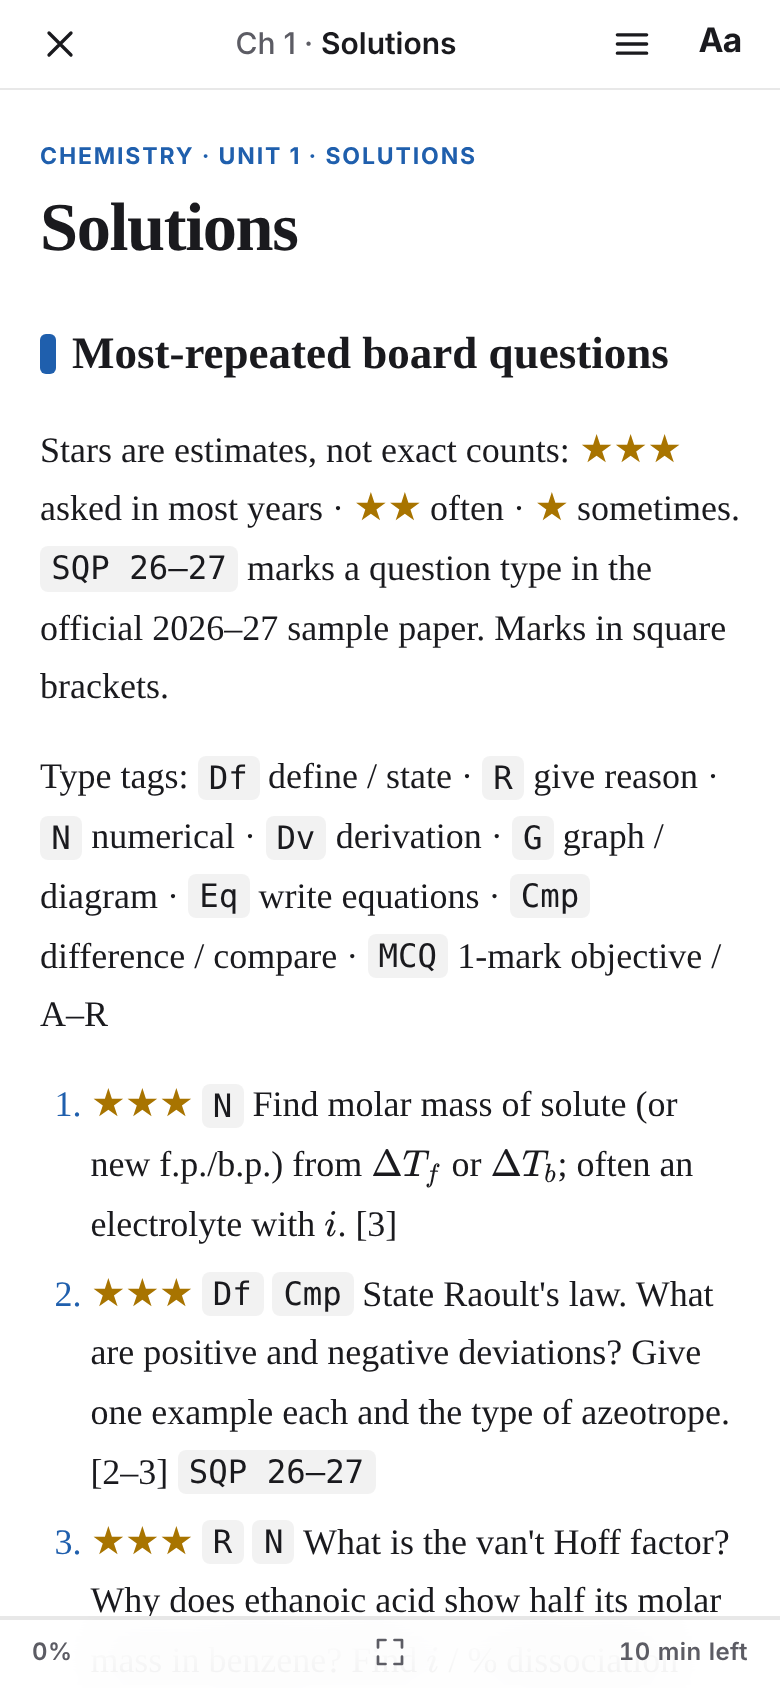 Ch 1 · Solutions
Aa
CHEMISTRY · UNIT 1 · SOLUTIONS
Solutions
Most-repeated board questions
Stars are estimates, not exact counts: ★★★
asked in most years · ★★ often · ★ sometimes.
SQP 26–27 marks a question type in the
official 2026–27 sample paper. Marks in square
brackets.
Type tags: Df define / state · R give reason ·
N numerical · Dv derivation · G graph /
diagram · Eq write equations · Cmp
difference / compare · MCQ 1-mark objective /
A–R
1. ★★★ N Find molar mass of solute (or
new f.p./b.p.) from ΔT_f or ΔT_b; often an
electrolyte with i. [3]
2. ★★★ Df Cmp State Raoult's law. What
are positive and negative deviations? Give
one example each and the type of azeotrope.
[2–3] SQP 26–27
3. ★★★ R N What is the van't Hoff factor?
Why does ethanoic acid show half its molar
mass in benzene? Find i / % dissociation
0%
10 min left